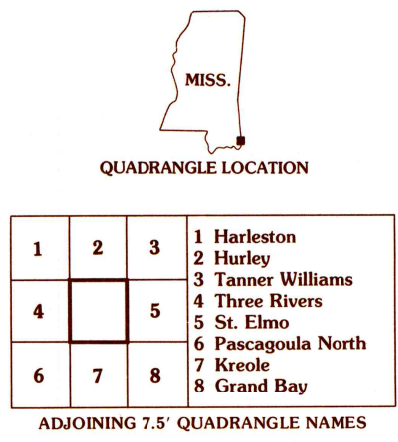 MISS.
QUADRANGLE LOCATION
1 2 3
4 5
6 7 8
1 Harleston
2 Hurley
3 Tanner Williams
4 Three Rivers
5 St. Elmo
6 Pascagoula North
7 Kreole
8 Grand Bay
ADJOINING 7.5' QUADRANGLE NAMES